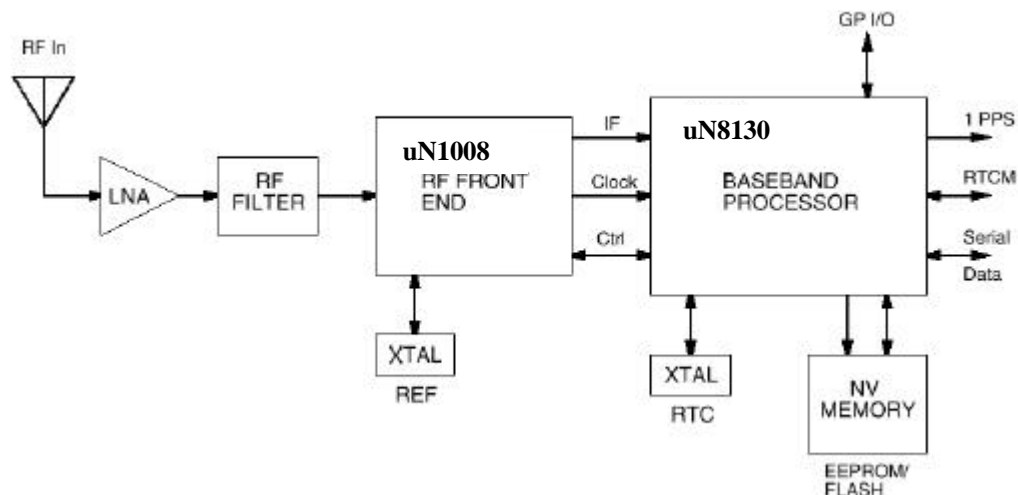 GP I/O
RF In
LNA
RF
FILTER
uN1008
RF FRONT
END
IF
Clock
Ctrl
uN8130
BASEBAND
PROCESSOR
1 PPS
RTCM
Serial
Data
XTAL
REF
XTAL
RTC
NV
MEMORY
EEPROM/
FLASH